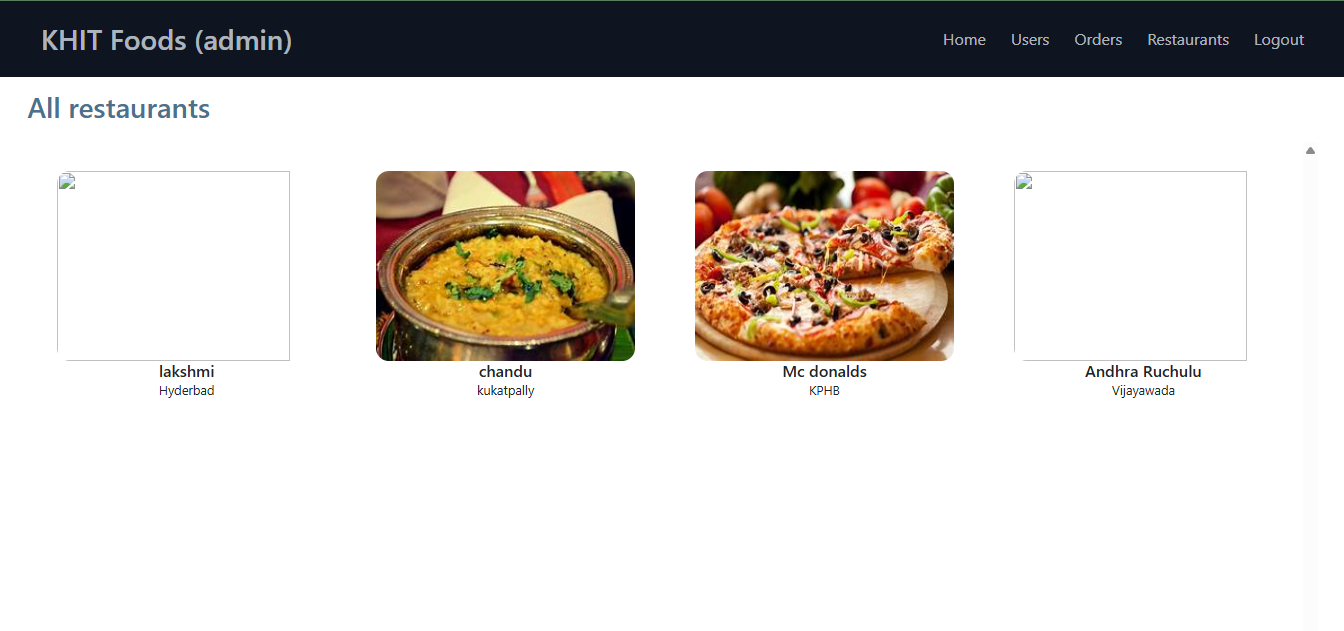 KHIT Foods (admin)
Home Users Orders Restaurants Logout
All restaurants
lakshmi
Hyderbad
chandu
kukatpally
Mc donalds
KPHB
Andhra Ruchulu
Vijayawada